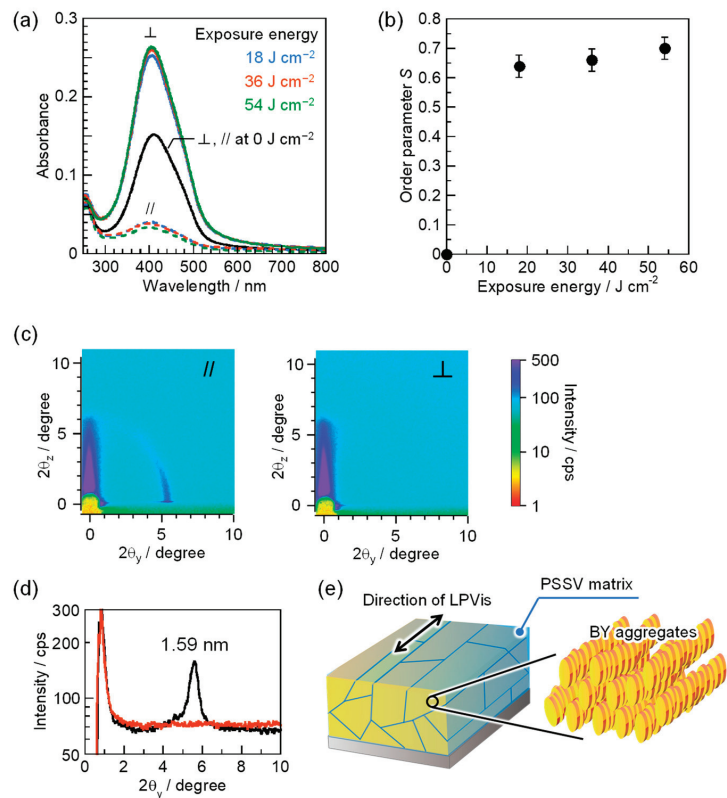 (a)
0.3
0.2
0.1
0
Absorbance
⊥
Exposure energy
18 J cm⁻²
36 J cm⁻²
54 J cm⁻²
⊥, // at 0 J cm⁻²
//
300 400 500 600 700 800
Wavelength / nm
(b)
0.8
0.7
0.6
0.5
0.4
0.3
0.2
0.1
0
Order parameter S
0 10 20 30 40 50 60
Exposure energy / J cm⁻²
(c)
10
5
0
2θz / degree
//
0 5 10
2θy / degree
10
5
0
2θz / degree
⊥
0 5 10
2θy / degree
500
100
10
1
Intensity / cps
(d)
300
200
100
50
Intensity / cps
1.59 nm
0 2 4 6 8 10
2θy / degree
(e)
PSSV matrix
Direction of LPVis
BY aggregates